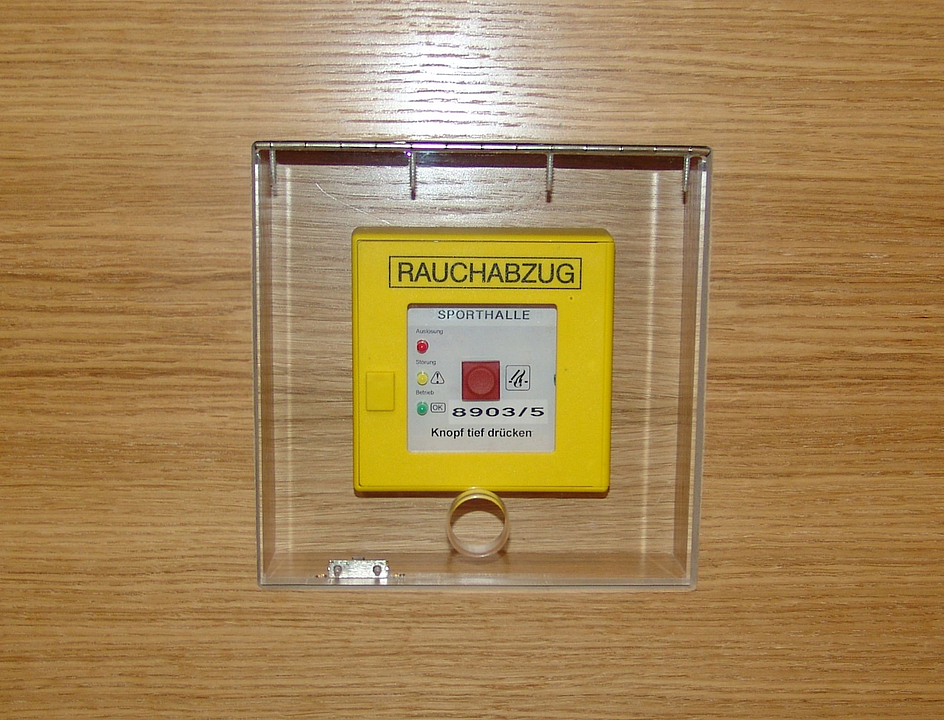 RAUCHABZUG
SPORTHALLE
Auslösung
Störung
Betrieb
OK
8903/5
Knopf tief drücken